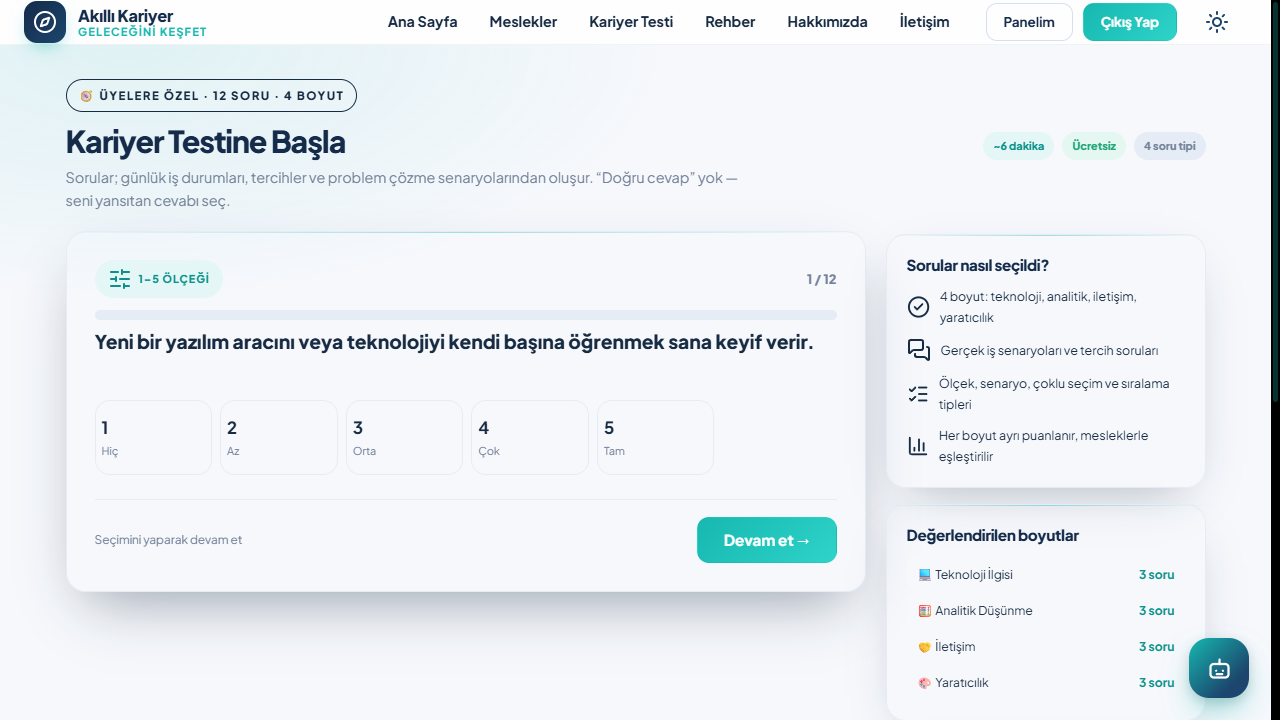 Akıllı Kariyer
GELECEĞİNİ KEŞFET
Ana Sayfa
Meslekler
Kariyer Testi
Rehber
Hakkımızda
İletişim
Panelim
Çıkış Yap
ÜYELERE ÖZEL · 12 SORU · 4 BOYUT
Kariyer Testine Başla
~6 dakika
Ücretsiz
4 soru tipi
Sorular; günlük iş durumları, tercihler ve problem çözme senaryolarından oluşur. “Doğru cevap” yok —
seni yansıtan cevabı seç.
1–5 ÖLÇEĞİ
1 / 12
Yeni bir yazılım aracını veya teknolojiyi kendi başına öğrenmek sana keyif verir.
1
Hiç
2
Az
3
Orta
4
Çok
5
Tam
Seçimini yaparak devam et
Devam et →
Sorular nasıl seçildi?
4 boyut: teknoloji, analitik, iletişim,
yaratıcılık
Gerçek iş senaryoları ve tercih soruları
Ölçek, senaryo, çoklu seçim ve sıralama
tipleri
Her boyut ayrı puanlanır, mesleklerle
eşleştirilir
Değerlendirilen boyutlar
Teknoloji İlgisi
3 soru
Analitik Düşünme
3 soru
İletişim
3 soru
Yaratıcılık
3 soru